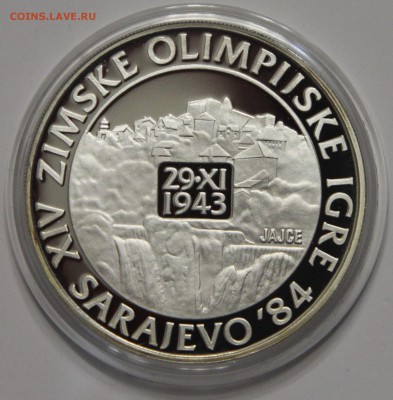 COINS.LAVE.RU
XIV ZIMSKE OLIMPIJSKE IGRE
29·XI
1943
JAJCE
SARAJEVO '84